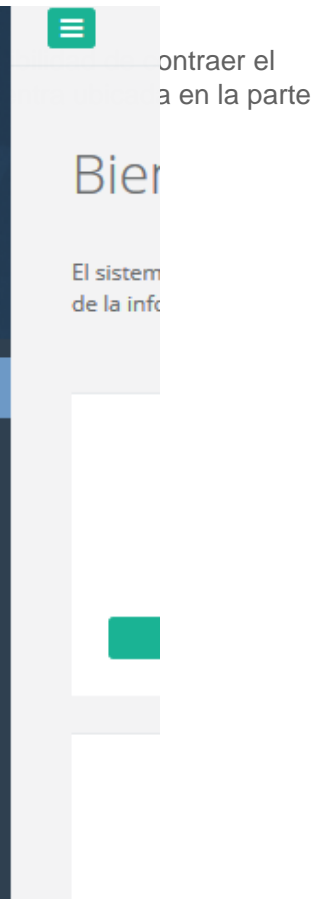 ontraer el
a en la parte
Bien
El sistem
de la info